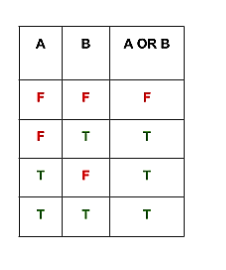 A B A OR B
F F F
F T T
T F T
T T T